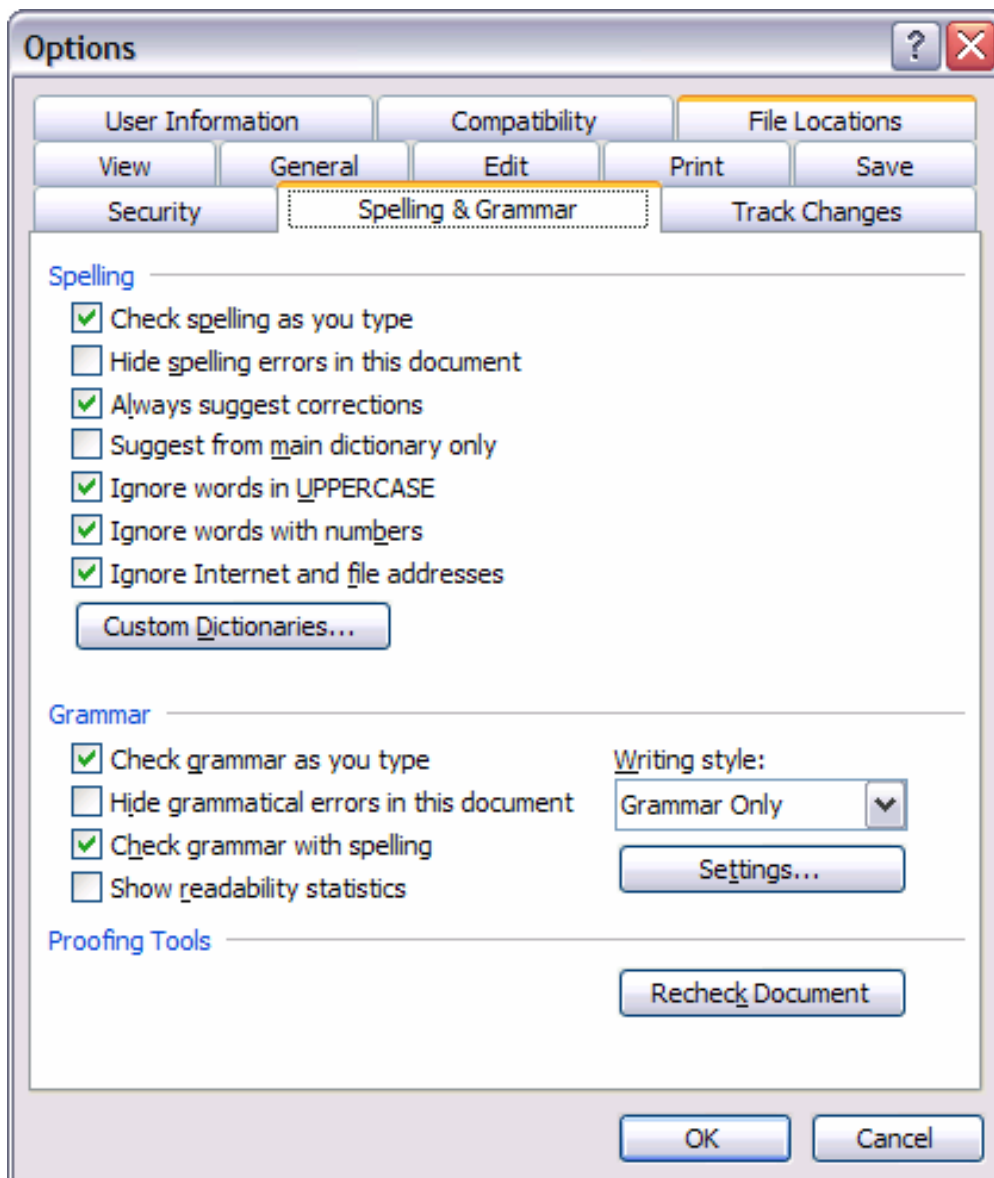 Options
?
User Information Compatibility File Locations
View General Edit Print Save
Security Spelling & Grammar Track Changes
Spelling
Check spelling as you type
Hide spelling errors in this document
Always suggest corrections
Suggest from main dictionary only
Ignore words in UPPERCASE
Ignore words with numbers
Ignore Internet and file addresses
Custom Dictionaries...
Grammar
Check grammar as you type Writing style:
Hide grammatical errors in this document Grammar Only
Check grammar with spelling
Settings...
Show readability statistics
Proofing Tools
Recheck Document
OK Cancel